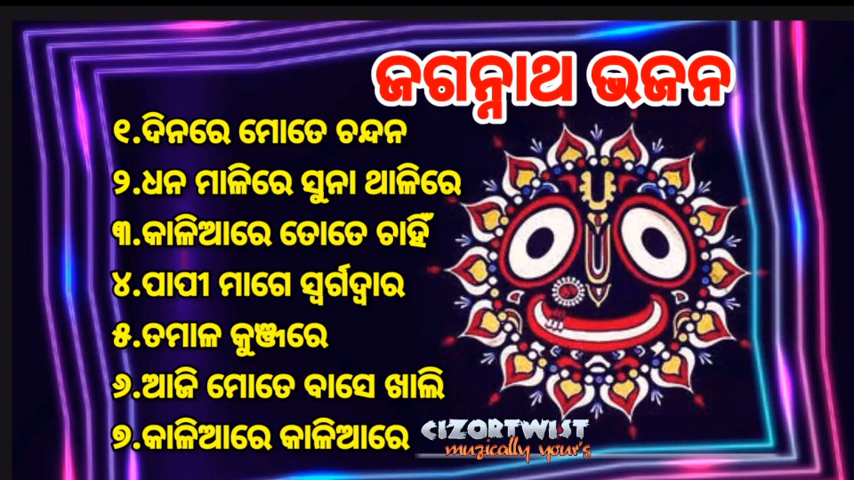 ଜଗନ୍ନାଥ ଭଜନ
୧.ଦିନରେ ମୋତେ ଚନ୍ଦନ
୨.ଧନ ମାଳିରେ ସୁନା ଥାଳିରେ
୩.କାଳିଆରେ ତୋତେ ଚାହିଁ
୪.ପାପୀ ମାଗେ ସ୍ୱର୍ଗଦ୍ୱାର
୫.ତମାଳ କୁଞ୍ଜରେ
୬.ଆଜି ମୋତେ ବାସେ ଖାଲି
୭.କାଳିଆରେ କାଳିଆରେ
CIZORTWIST
muzically your's